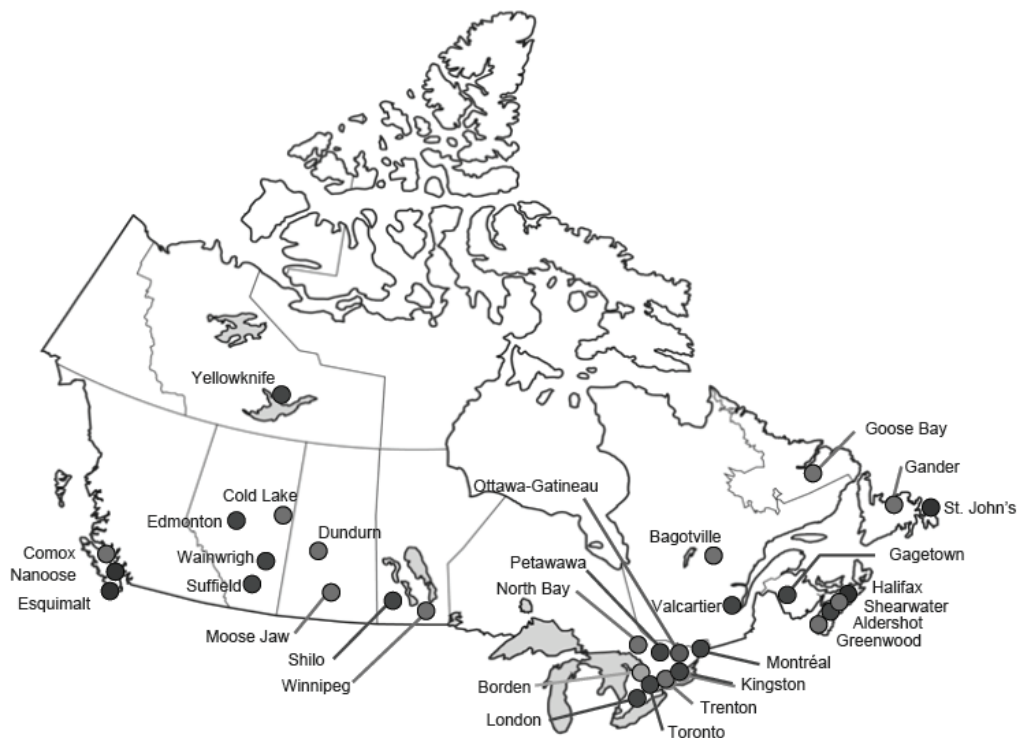 Yellowknife
Goose Bay
Gander
Ottawa-Gatineau
Cold Lake
St. John's
Edmonton
Dundurn
Bagotville
Comox
Wainwrigh
Petawawa
Gagetown
Nanoose
Suffield
North Bay
Halifax
Esquimalt
Valcartier
Shearwater
Aldershot
Moose Jaw
Greenwood
Shilo
Montréal
Winnipeg
Borden
Kingston
London
Trenton
Toronto